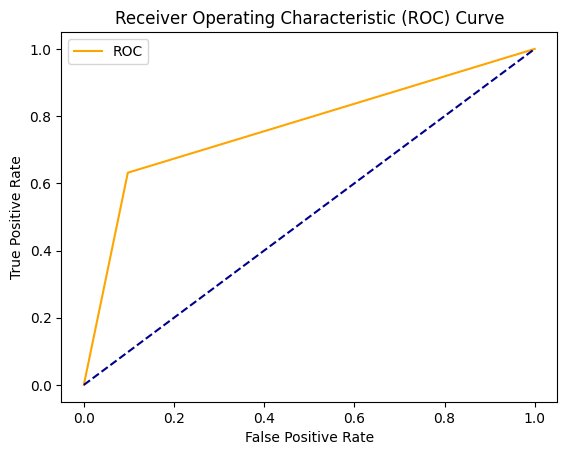 Receiver Operating Characteristic (ROC) Curve
ROC
True Positive Rate
1.0
0.8
0.6
0.4
0.2
0.0
0.0 0.2 0.4 0.6 0.8 1.0
False Positive Rate